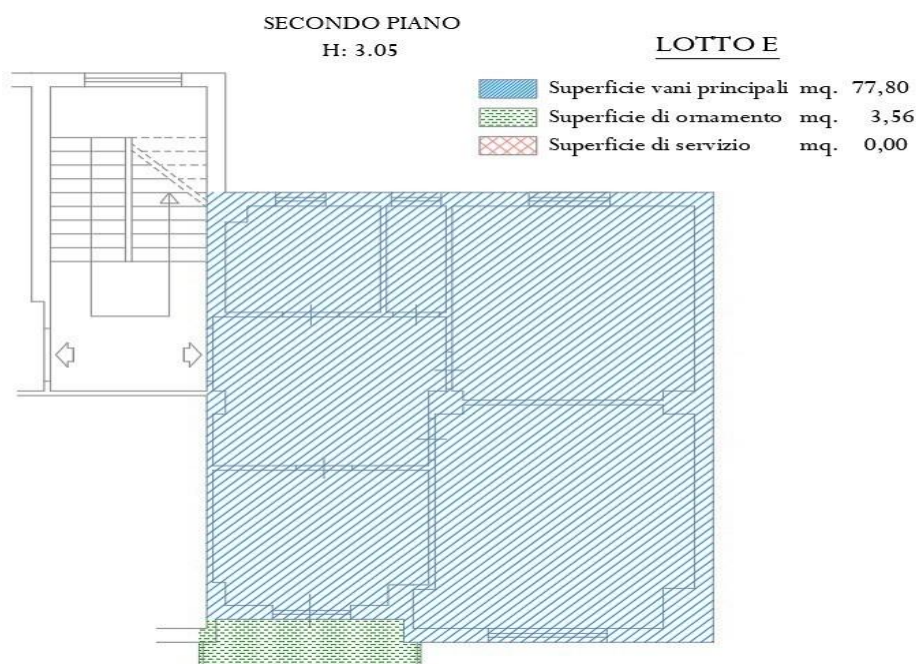 SECONDO PIANO
H: 3.05
LOTTO E
Superficie vani principali mq. 77,80
Superficie di ornamento mq. 3,56
Superficie di servizio mq. 0,00